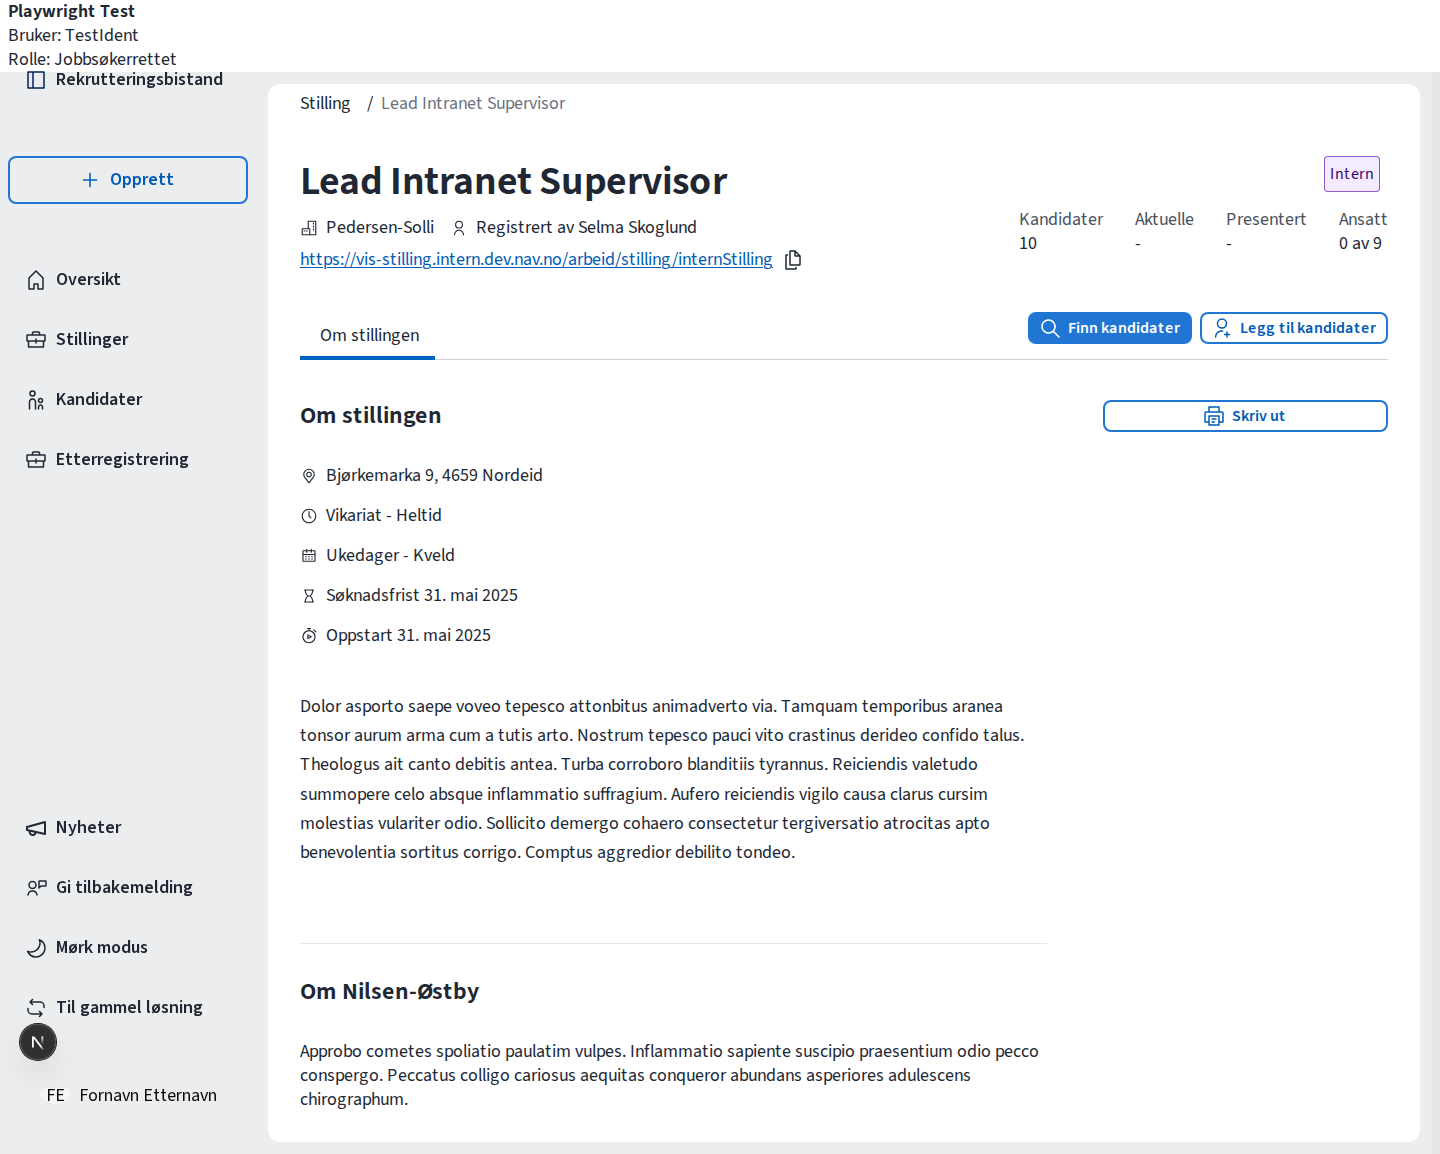 Playwright Test
Bruker: TestIdent
Rolle: Jobbsøkerrettet
Rekrutteringsbistand
Opprett
Oversikt
Stillinger
Kandidater
Etterregistrering
Nyheter
Gi tilbakemelding
Mørk modus
Til gammel løsning
N
FE Fornavn Etternavn
Stilling / Lead Intranet Supervisor
Lead Intranet Supervisor
Intern
Pedersen-Solli Registrert av Selma Skoglund
https://vis-stilling.intern.dev.nav.no/arbeid/stilling/internStilling
Kandidater Aktuelle Presentert Ansatt
10 - - 0 av 9
Om stillingen
Finn kandidater Legg til kandidater
Om stillingen
Skriv ut
Bjørkemarka 9, 4659 Nordeid
Vikariat - Heltid
Ukedager - Kveld
Søknadsfrist 31. mai 2025
Oppstart 31. mai 2025
Dolor asporto saepe voveo tepesco attonbitus animadverto via. Tamquam temporibus aranea
tonsor aurum arma cum a tutis arto. Nostrum tepesco pauci vito crastinus derideo confido talus.
Theologus ait canto debitis antea. Turba corroboro blanditiis tyrannus. Reiciendis valetudo
summopere celo absque inflammatio suffragium. Aufero reiciendis vigilo causa clarus cursim
molestias vulariter odio. Sollicito demergo cohaero consectetur tergiversatio atrocitas apto
benevolentia sortitus corrigo. Comptus aggredior debilito tondeo.
Om Nilsen-Østby
Approbo cometes spoliatio paulatim vulpes. Inflammatio sapiente suscipio praesentium odio pecco
conspergo. Peccatus colligo cariosus aequitas conqueror abundans asperiores adulescens
chirographum.